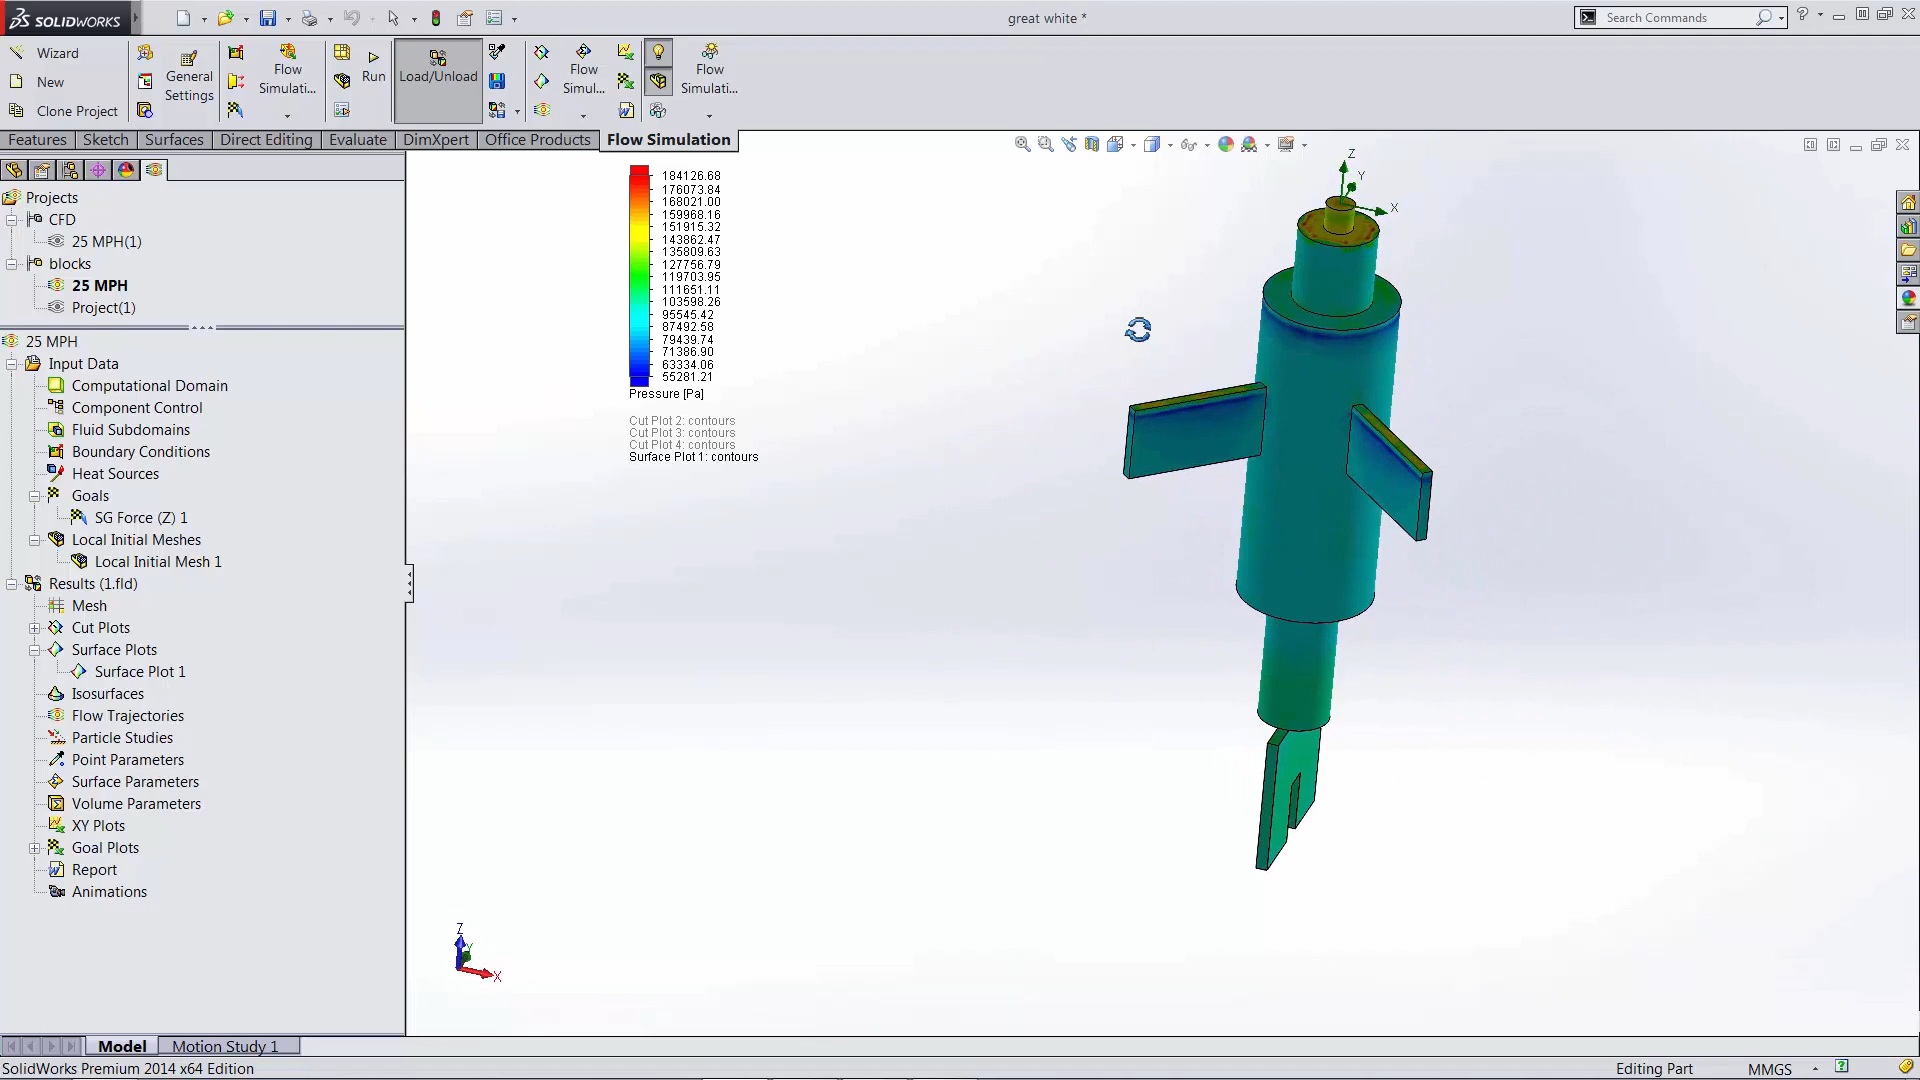 SOLIDWORKS
great white *
Search Commands
Wizard
New
Clone Project
General
Settings
Flow
Simulati...
Run
Load/Unload
Flow
Simul...
Flow
Simulati...
Features
Sketch
Surfaces
Direct Editing
Evaluate
DimXpert
Office Products
Flow Simulation
Projects
CFD
25 MPH(1)
blocks
25 MPH
Project(1)
25 MPH
Input Data
Computational Domain
Component Control
Fluid Subdomains
Boundary Conditions
Heat Sources
Goals
SG Force (Z) 1
Local Initial Meshes
Local Initial Mesh 1
Results (1.fld)
Mesh
Cut Plots
Surface Plots
Surface Plot 1
Isosurfaces
Flow Trajectories
Particle Studies
Point Parameters
Surface Parameters
Volume Parameters
XY Plots
Goal Plots
Report
Animations
184126.68
176073.84
168021.00
159968.16
151915.32
143862.47
135809.63
127756.79
119703.95
111651.11
103598.26
95545.42
87492.58
79439.74
71386.90
63334.06
55281.21
Pressure [Pa]
Cut Plot 2: contours
Cut Plot 3: contours
Cut Plot 4: contours
Surface Plot 1: contours
Z
Y
X
Z
Y
X
Model
Motion Study 1
SolidWorks Premium 2014 x64 Edition
Editing Part
MMGS